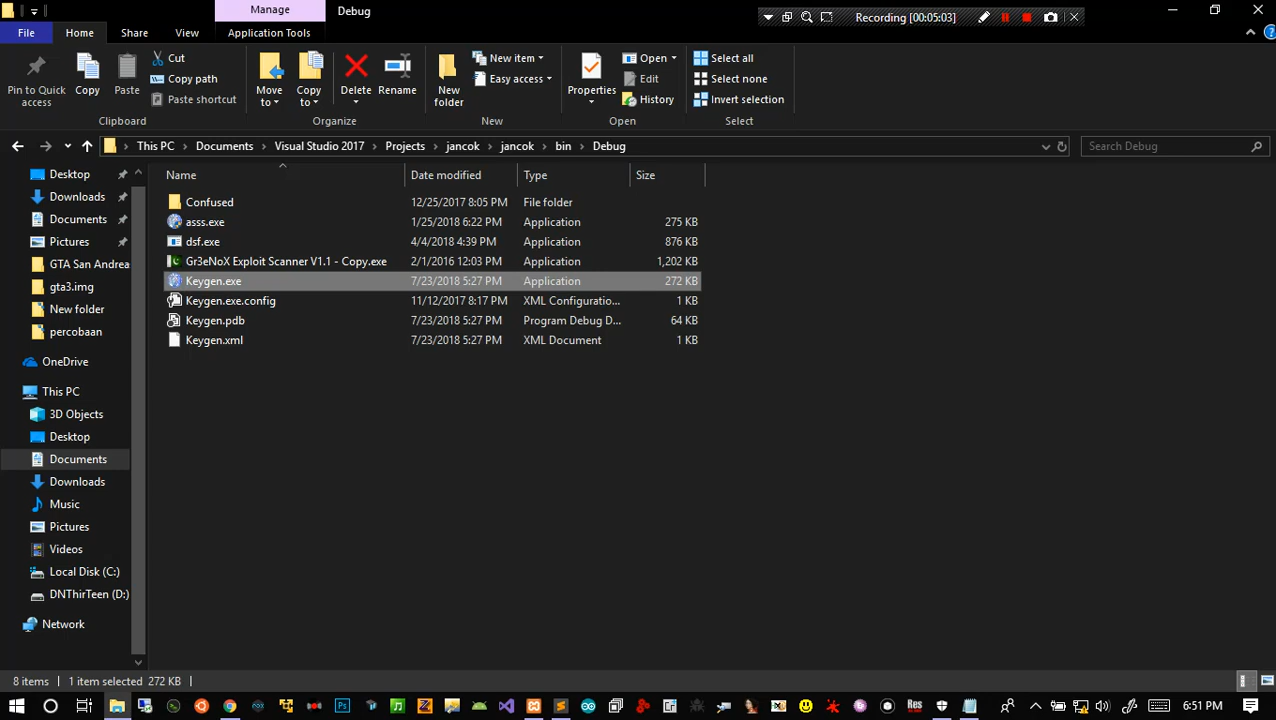 Manage
Debug
Recording [00:05:03]
File
Home
Share
View
Application Tools
Pin to Quick access
Copy
Paste
Cut
Copy path
Paste shortcut
Clipboard
Move to
Copy to
Delete
Rename
Organize
New folder
New item
Easy access
New
Properties
Open
Edit
History
Open
Select all
Select none
Invert selection
Select
This PC > Documents > Visual Studio 2017 > Projects > jancok > jancok > bin > Debug
Search Debug
Name Date modified Type Size
Confused 12/25/2017 8:05 PM File folder
asss.exe 1/25/2018 6:22 PM Application 275 KB
dsf.exe 4/4/2018 4:39 PM Application 876 KB
Gr3eNoX Exploit Scanner V1.1 - Copy.exe 2/1/2016 12:03 PM Application 1,202 KB
Keygen.exe 7/23/2018 5:27 PM Application 272 KB
Keygen.exe.config 11/12/2017 8:17 PM XML Configuratio... 1 KB
Keygen.pdb 7/23/2018 5:27 PM Program Debug D... 64 KB
Keygen.xml 7/23/2018 5:27 PM XML Document 1 KB
Desktop
Downloads
Documents
Pictures
GTA San Andrea
gta3.img
New folder
percobaan
OneDrive
This PC
3D Objects
Desktop
Documents
Downloads
Music
Pictures
Videos
Local Disk (C:)
DNThirTeen (D:)
Network
8 items
1 item selected 272 KB
Ps
Res
6:51 PM